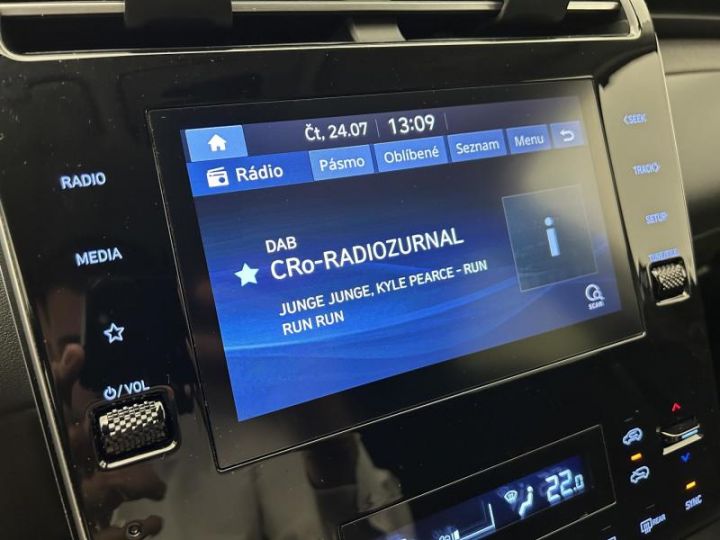 Čt, 24.07 13:09
Rádio Pásmo Oblíbené Seznam Menu
DAB
CRo-RADIOZURNAL
JUNGE JUNGE, KYLE PEARCE - RUN
RUN RUN
i
SCAN
RADIO
MEDIA
/VOL
<SEEK
TRACK>
SETUP
22.0
SYNC
REAR